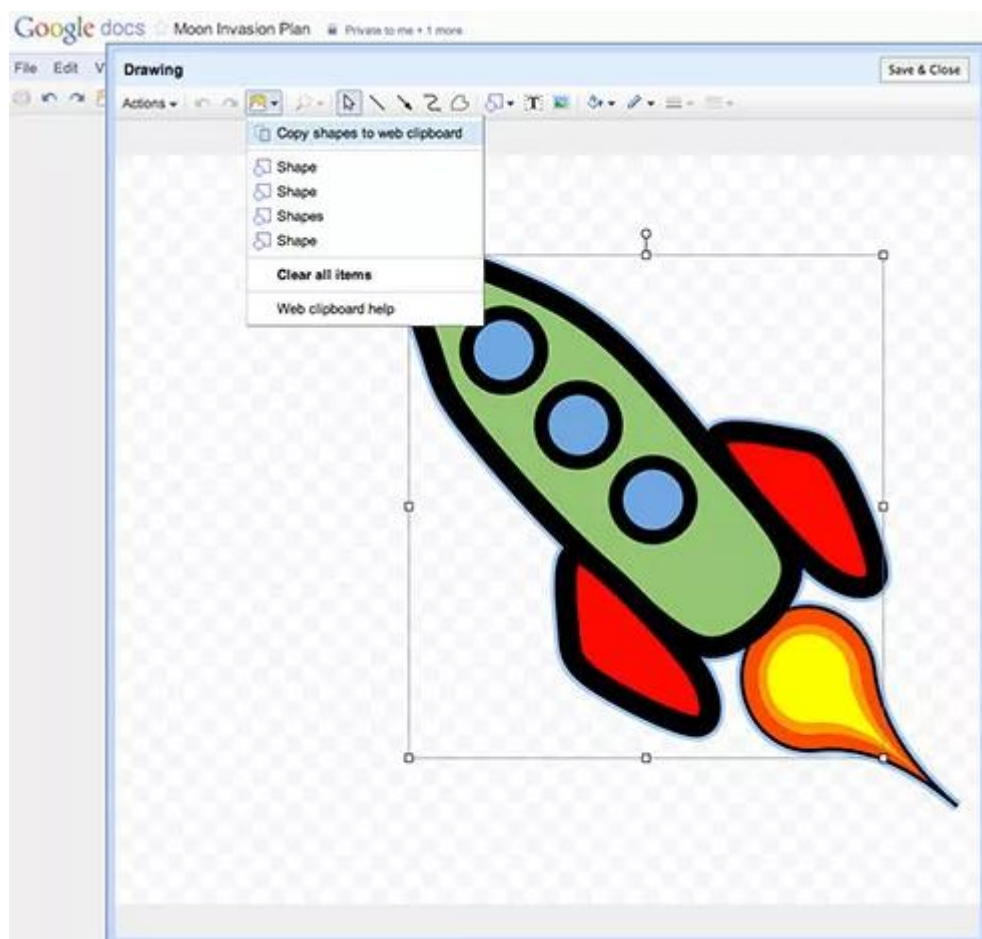 Google docs Moon Invasion Plan Private to me + 1 more
File Edit V
Drawing Save & Close
Actions
Copy shapes to web clipboard
Shape
Shape
Shapes
Shape
Clear all items
Web clipboard help